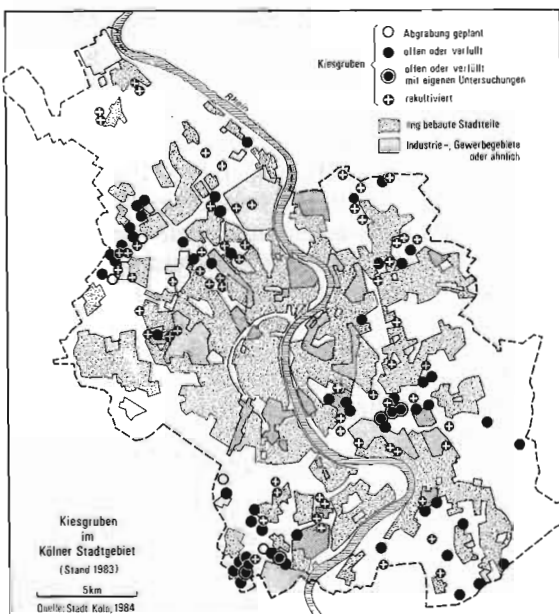 Kiesgruben
Abgrabung geplant
offen oder verfüllt
offen oder verfüllt
mit eigenen Untersuchungen
rekultiviert
eng bebaute Stadtteile
Industrie-, Gewerbegebiete
oder ähnlich
Rhein
Kiesgruben
im
Kölner Stadtgebiet
(Stand 1983)
5km
Quelle: Stadt Köln, 1984